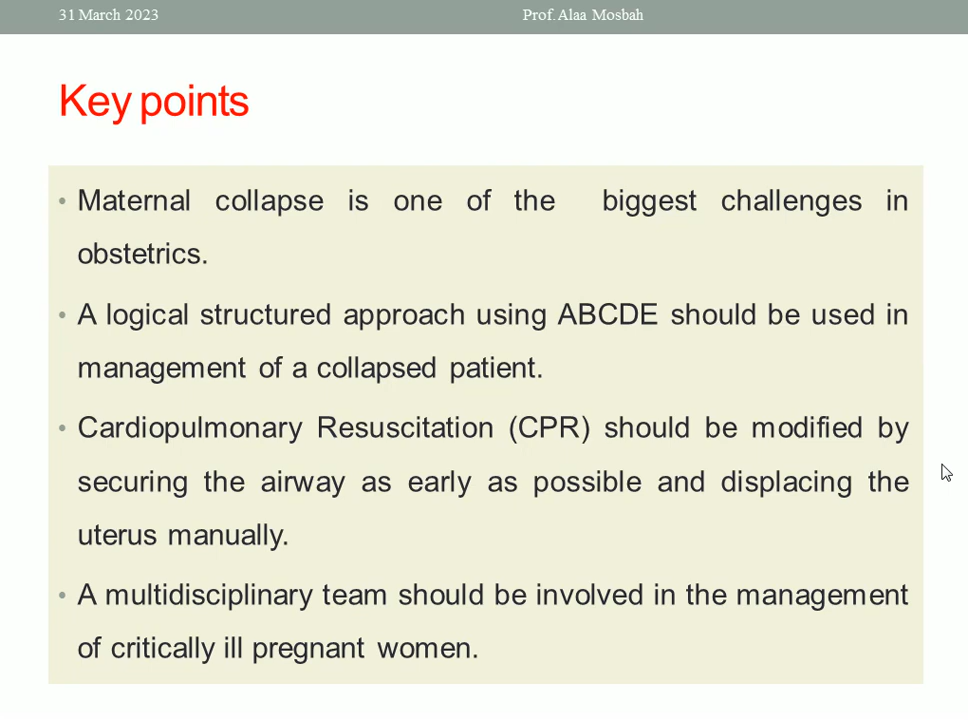 31 March 2023 Prof. Alaa Mosbah
Key points
• Maternal collapse is one of the biggest challenges in
obstetrics.
• A logical structured approach using ABCDE should be used in
management of a collapsed patient.
• Cardiopulmonary Resuscitation (CPR) should be modified by
securing the airway as early as possible and displacing the
uterus manually.
• A multidisciplinary team should be involved in the management
of critically ill pregnant women.